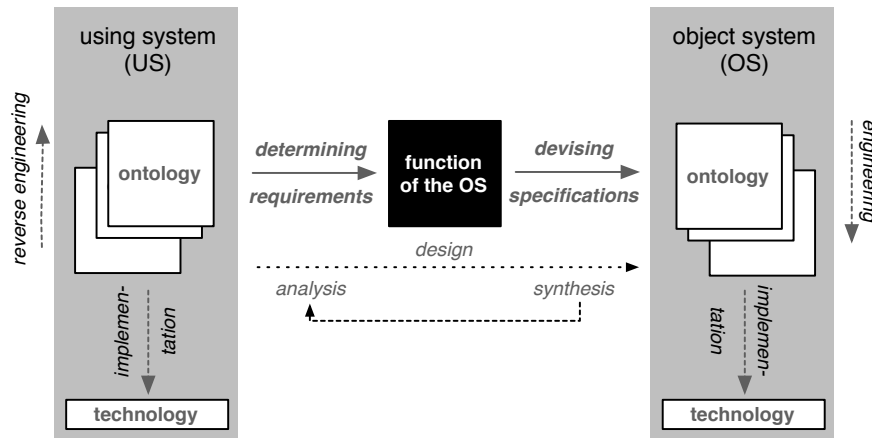 using system
(US)
object system
(OS)
reverse engineering
ontology
determining
requirements
function
of the OS
devising
specifications
ontology
engineering
design
analysis
synthesis
implemen-
tation
implemen-
tation
technology
technology